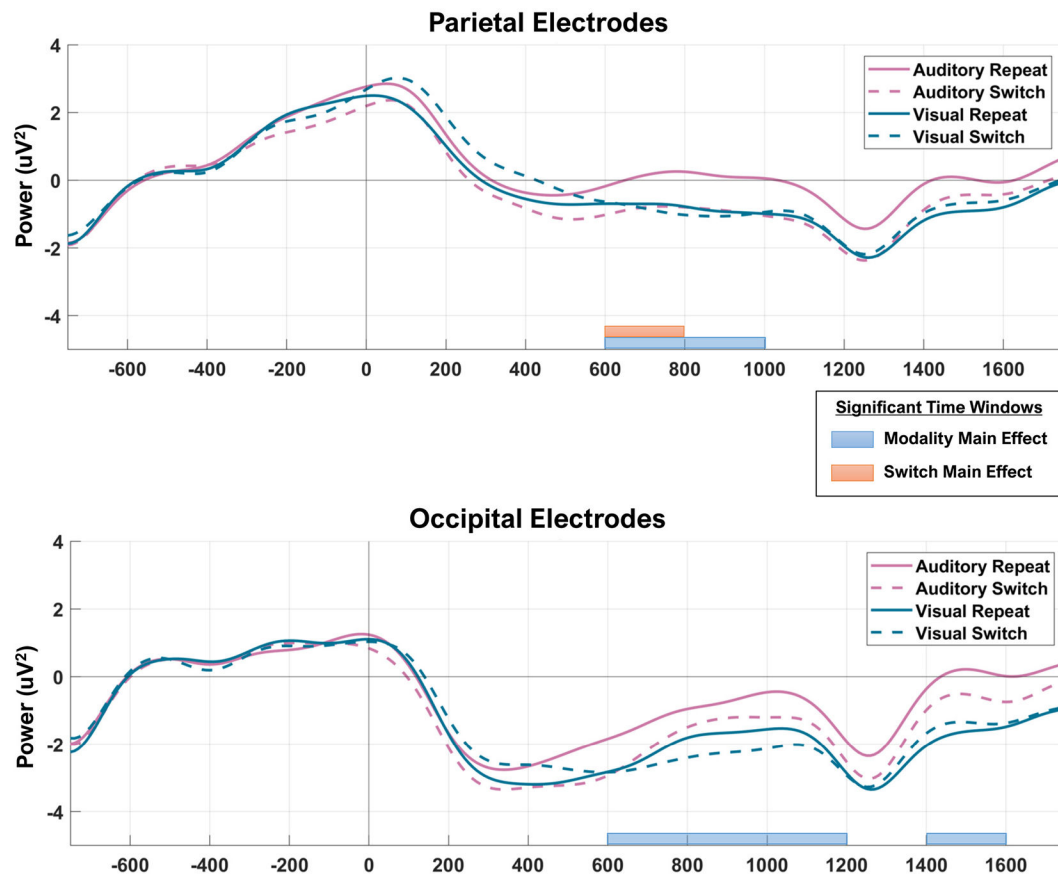 Parietal Electrodes
4
2
0
-2
-4
Power (uV²)
Auditory Repeat
Auditory Switch
Visual Repeat
Visual Switch
-600 -400 -200 0 200 400 600 800 1000 1200 1400 1600
Significant Time Windows
Modality Main Effect
Switch Main Effect
Occipital Electrodes
4
2
0
-2
-4
Power (uV²)
Auditory Repeat
Auditory Switch
Visual Repeat
Visual Switch
-600 -400 -200 0 200 400 600 800 1000 1200 1400 1600